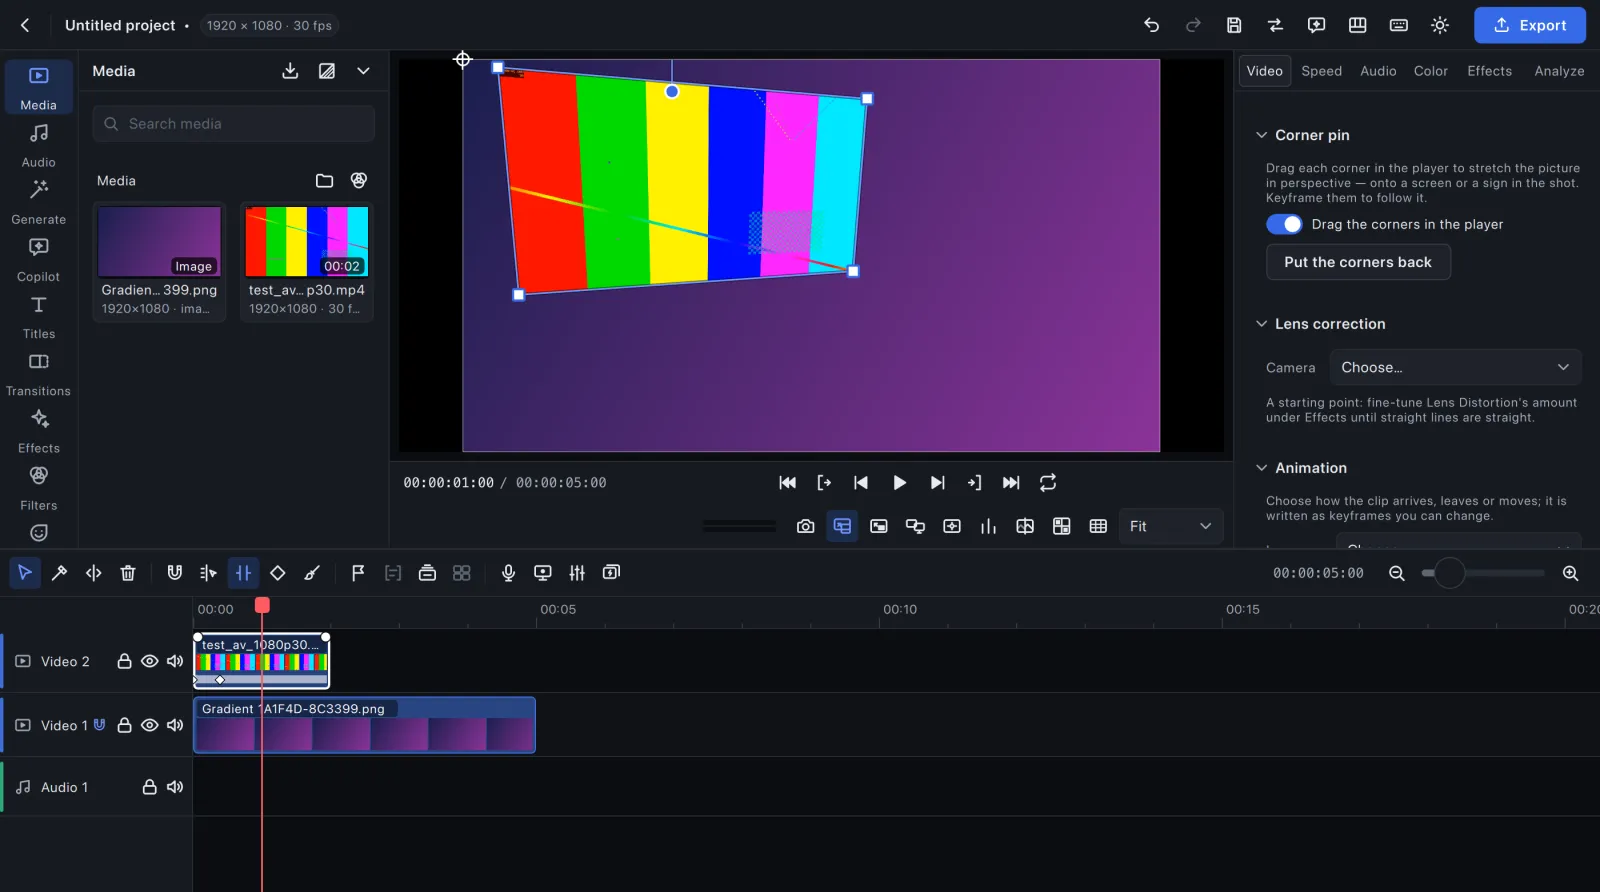 Untitled project •
1920 × 1080 · 30 fps
Export
Media
Audio
Generate
Copilot
Titles
Transitions
Effects
Filters
Media
Search media
Media
Image
00:02
Gradien... 399.png
test_av... p30.mp4
1920×1080 · ima...
1920×1080 · 30 f...
00:00:01:00 / 00:00:05:00
Fit
Video
Speed
Audio
Color
Effects
Analyze
Corner pin
Drag each corner in the player to stretch the picture
in perspective — onto a screen or a sign in the shot.
Keyframe them to follow it.
Drag the corners in the player
Put the corners back
Lens correction
Camera
Choose...
A starting point: fine-tune Lens Distortion's amount
under Effects until straight lines are straight.
Animation
Choose how the clip arrives, leaves or moves; it is
written as keyframes you can change.
00:00:05:00
00:00
00:05
00:10
00:15
00:20
Video 2
test_av_1080p30....
Video 1
Gradient 1A1F4D-8C3399.png
Audio 1